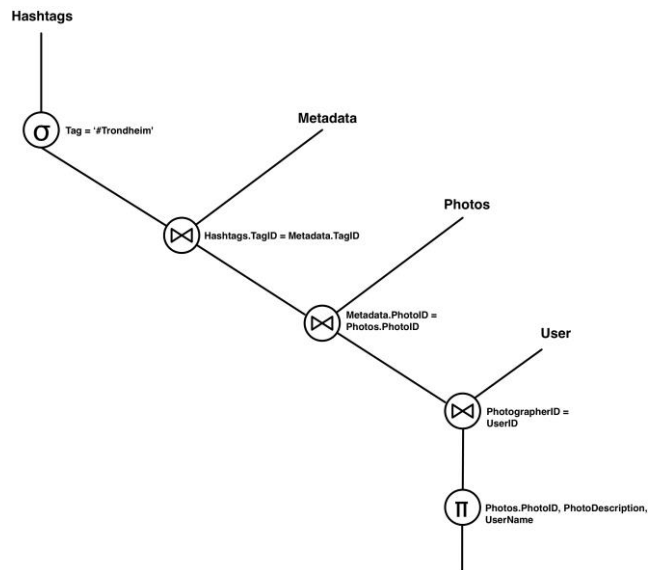 Hashtags
σ
Tag = '#Trondheim'
Metadata
⋈
Hashtags.TagID = Metadata.TagID
Photos
⋈
Metadata.PhotoID =
Photos.PhotoID
User
⋈
PhotographerID =
UserID
π
Photos.PhotoID, PhotoDescription,
UserName